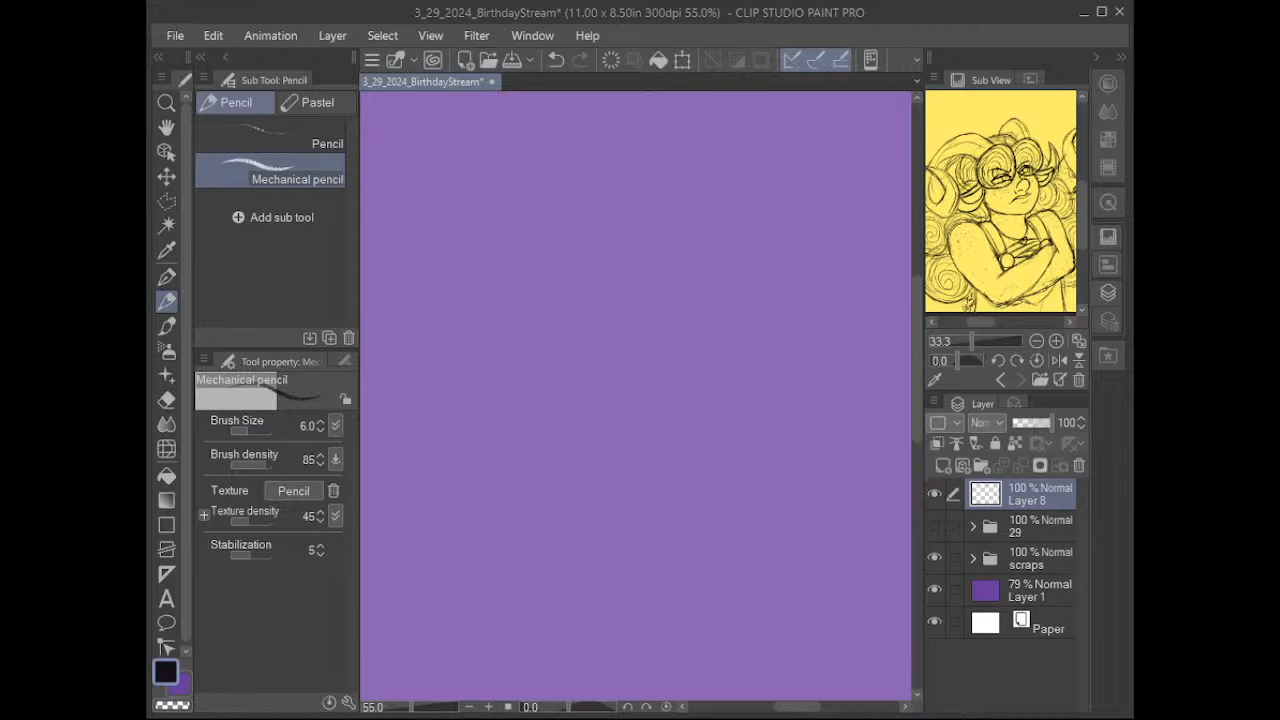 3_29_2024_BirthdayStream* (11.00 x 8.50in 300dpi 55.0%) - CLIP STUDIO PAINT PRO
File Edit Animation Layer Select View Filter Window Help
Sub Tool: Pencil
3_29_2024_BirthdayStream*
Sub View
Pencil Pastel
Pencil
Mechanical pencil
Add sub tool
33.3
0.0
Tool property: Mec
Mechanical pencil
Layer
Brush Size 6.0
Norm 100
Brush density 85
Texture Pencil
Texture density 45
Stabilization 5
100 % Normal
Layer 8
100 % Normal
29
100 % Normal
scraps
79 % Normal
Layer 1
Paper
55.0 0.0